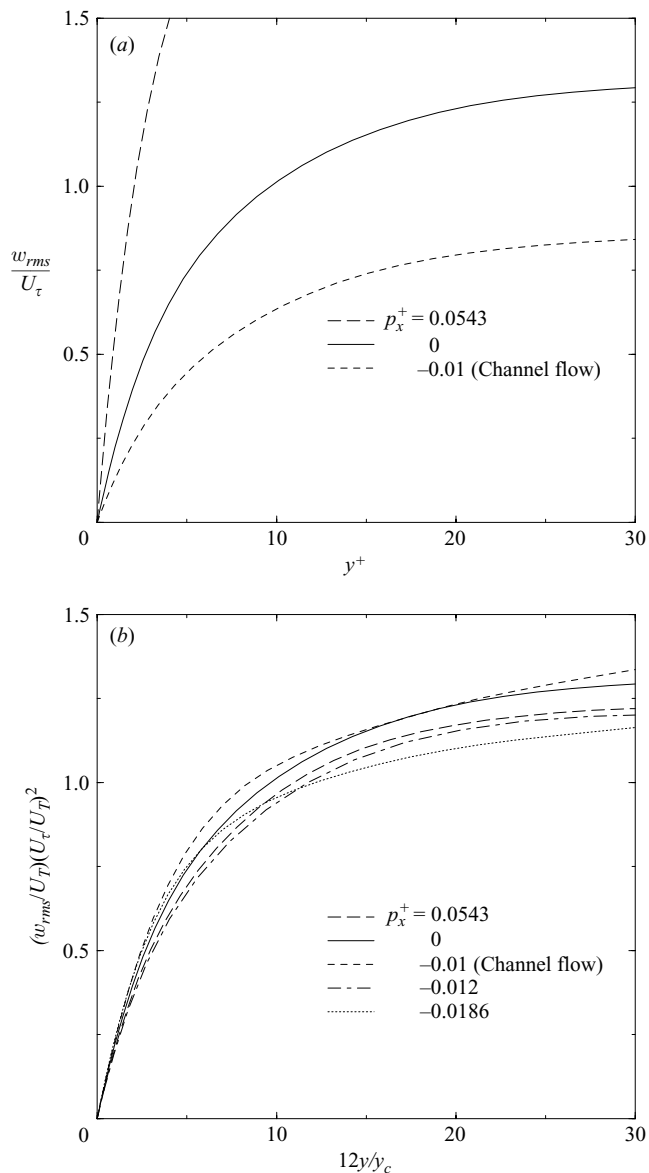 1.5
(a)
1.0
w_rms
U_τ
0.5
p_x^+ = 0.0543
0
–0.01 (Channel flow)
0 10 20 30
y^+
1.5
(b)
1.0
(w_rms/U_T)(U_τ/U_T)^2
0.5
p_x^+ = 0.0543
0
–0.01 (Channel flow)
–0.012
–0.0186
0 10 20 30
12y/y_c